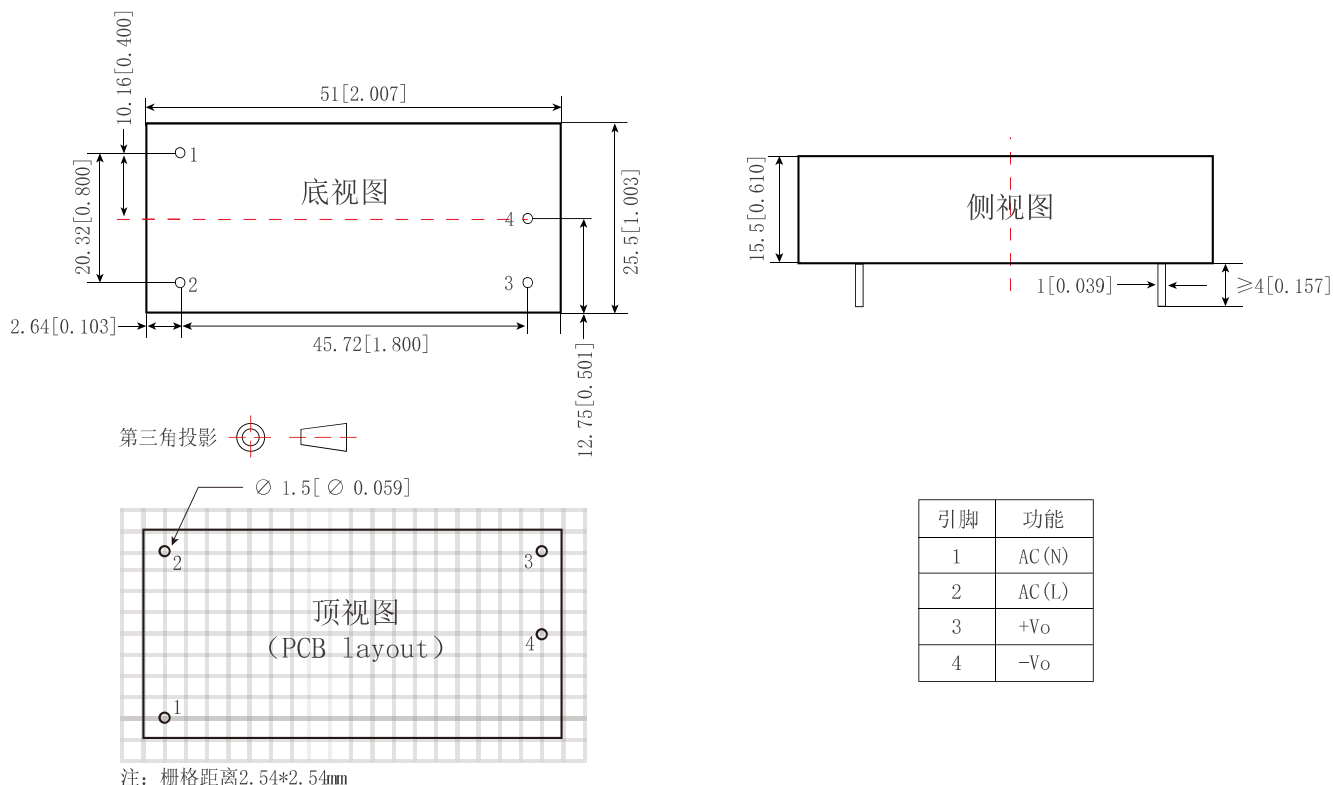 10.16[0.400]
51[2.007]
1
底视图
20.32[0.800]
4
25.5[1.003]
2
3
2.64[0.103]
45.72[1.800]
12.75[0.501]
15.5[0.610]
侧视图
1[0.039]
≥4[0.157]
第三角投影
∅ 1.5[ ∅ 0.059]
2
3
顶视图
(PCB layout)
4
1
注: 栅格距离2.54*2.54mm
引脚 功能
1 AC(N)
2 AC(L)
3 +Vo
4 -Vo